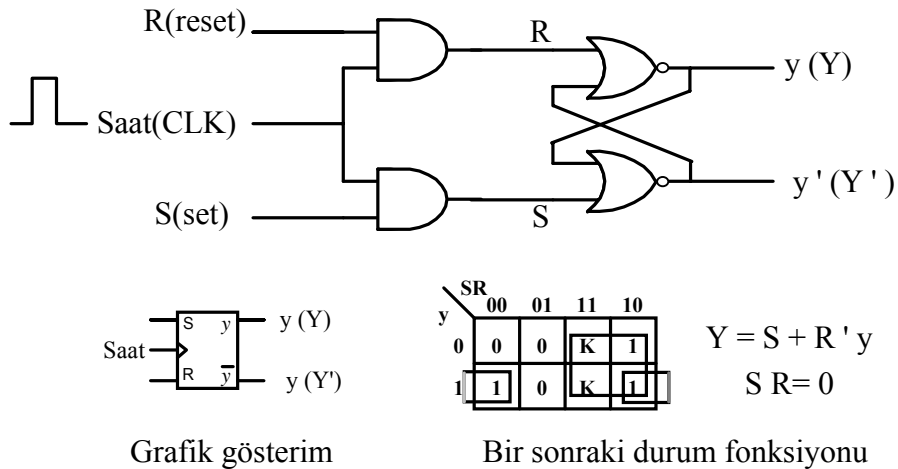 R(reset)
R
y (Y)
Saat(CLK)
y ' (Y ' )
S(set)
S
SR
y 00 01 11 10
0 0 0 K 1
1 1 0 K 1
S y y (Y)
Saat
R y y (Y')
Y = S + R ' y
S R= 0
Grafik gösterim
Bir sonraki durum fonksiyonu